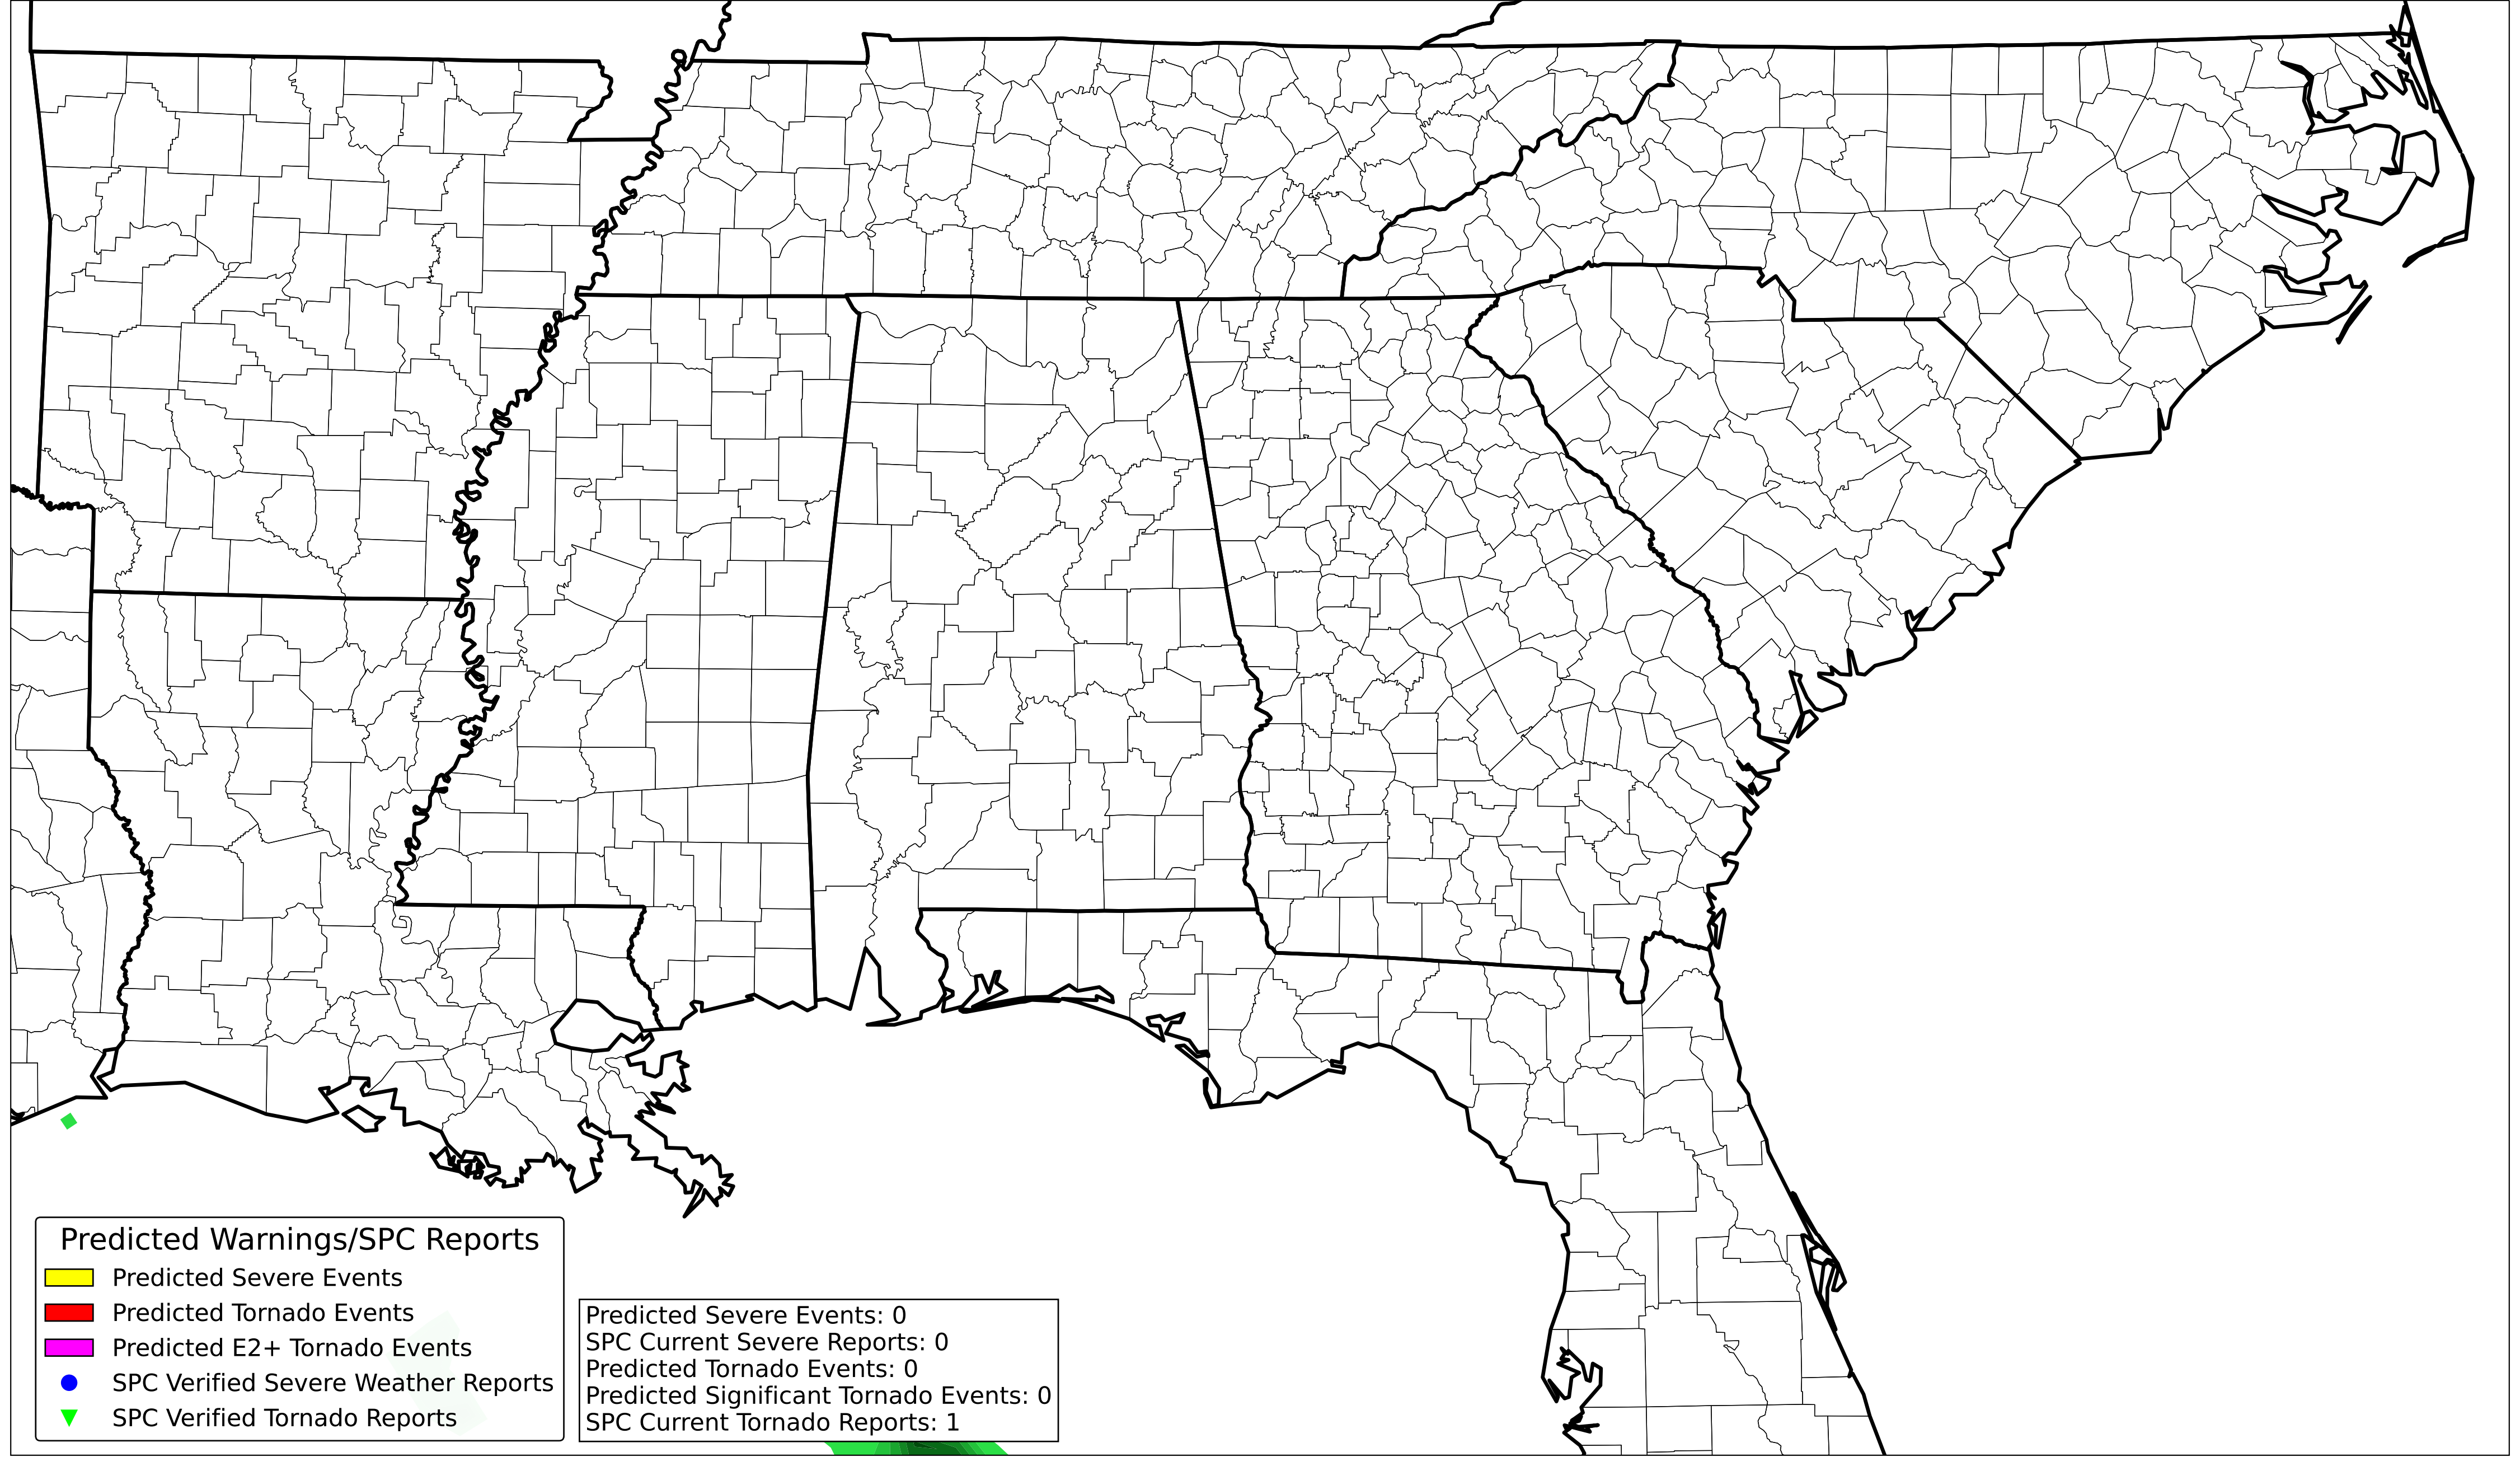 Predicted Warnings/SPC Reports
Predicted Severe Events
Predicted Tornado Events
Predicted E2+ Tornado Events
SPC Verified Severe Weather Reports
SPC Verified Tornado Reports
Predicted Severe Events: 0
SPC Current Severe Reports: 0
Predicted Tornado Events: 0
Predicted Significant Tornado Events: 0
SPC Current Tornado Reports: 1